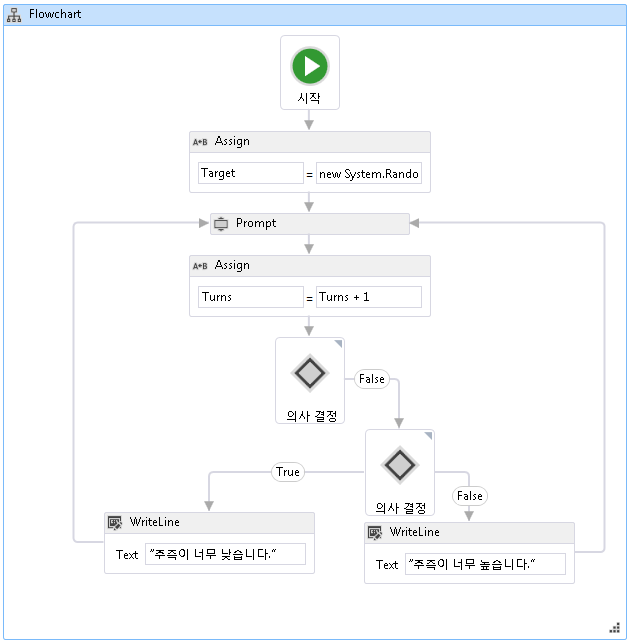 Flowchart
시작
A+B Assign
Target = new System.Rando
Prompt
A+B Assign
Turns = Turns + 1
False
의사 결정
True
의사 결정
False
WriteLine
WriteLine
Text "추측이 너무 낮습니다."
Text "추측이 너무 높습니다."